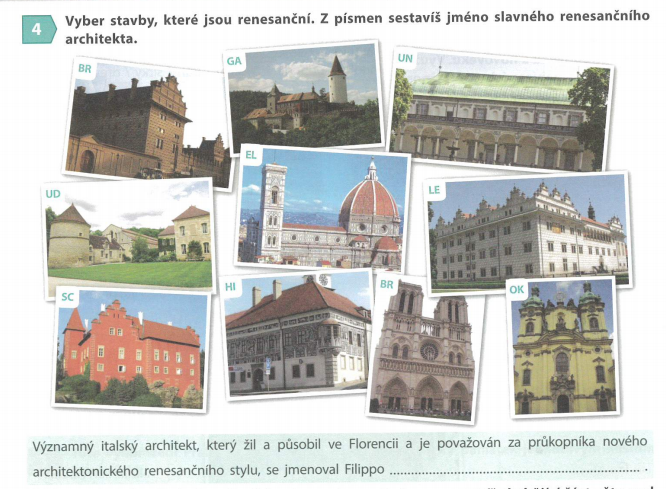 4
Vyber stavby, které jsou renesanční. Z písmen sestavíš jméno slavného renesančního
architekta.
BR
GA
UN
EL
UD
LE
SC
HI
BR
OK
Významný italský architekt, který žil a působil ve Florencii a je považován za průkopníka nového
architektonického renesančního stylu, se jmenoval Filippo .......................................................... .